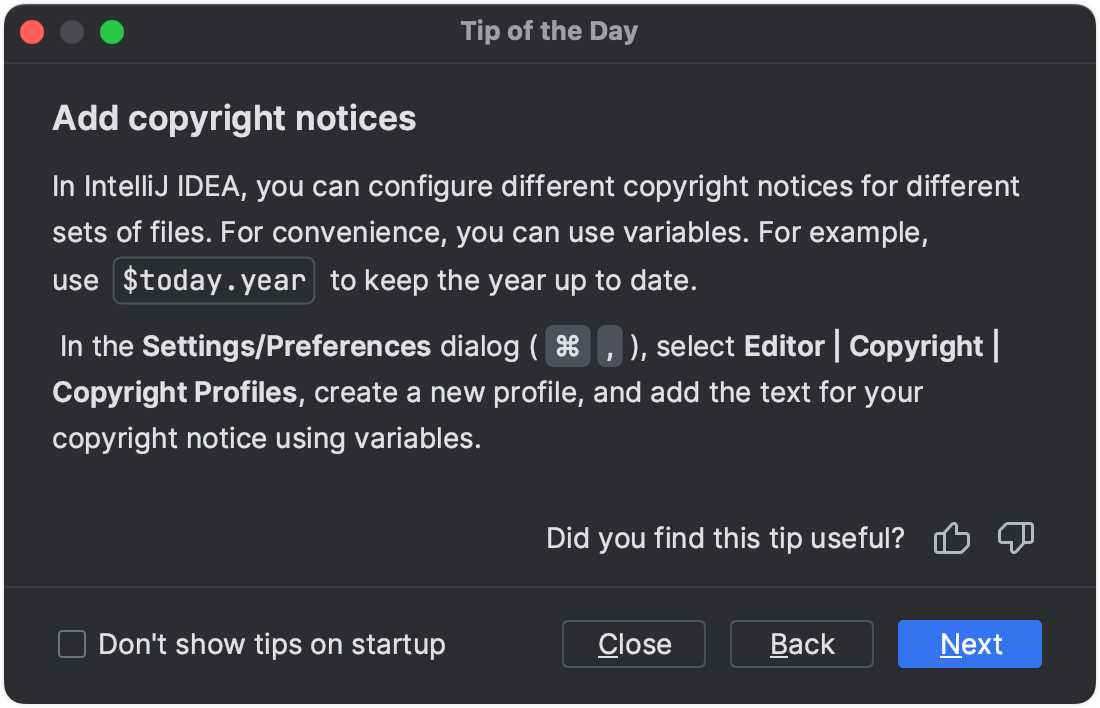 Tip of the Day
Add copyright notices
In IntelliJ IDEA, you can configure different copyright notices for different
sets of files. For convenience, you can use variables. For example,
use $today.year to keep the year up to date.
In the Settings/Preferences dialog ( ⌘ , ), select Editor | Copyright |
Copyright Profiles, create a new profile, and add the text for your
copyright notice using variables.
Did you find this tip useful?
Don't show tips on startup Close Back Next